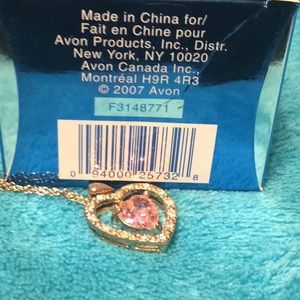 Made in China for/
Fait en Chine pour
Avon Products, Inc., Distr.
New York, NY 10020
Avon Canada Inc.,
Montréal H9R 4R3
© 2007 Avon
F3148771
0 94000 25732 8